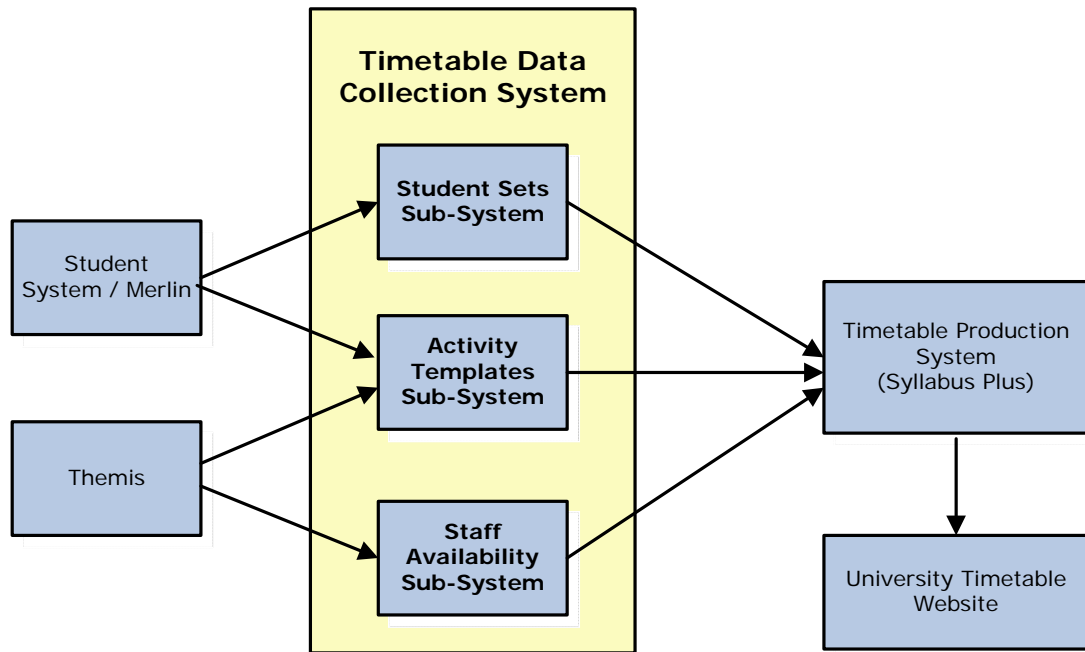 Timetable Data
Collection System
Student Sets
Sub-System
Student
System / Merlin
Activity
Templates
Sub-System
Timetable Production
System
(Syllabus Plus)
Themis
Staff
Availability
Sub-System
University Timetable
Website